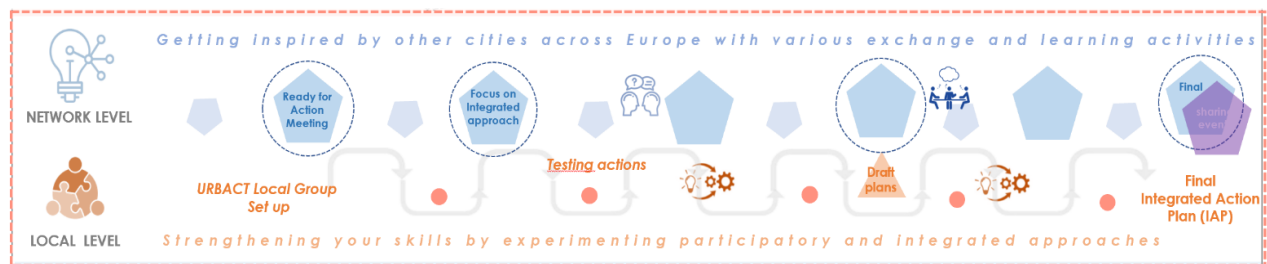 Getting inspired by other cities across Europe with various exchange and learning activities
Ready for
Action
Meeting
Focus on
Integrated
approach
Final
sharing
event
NETWORK LEVEL
Testing actions
URBACT Local Group
Set up
Draft
plans
Final
Integrated Action
Plan (IAP)
LOCAL LEVEL
Strengthening your skills by experimenting participatory and integrated approaches